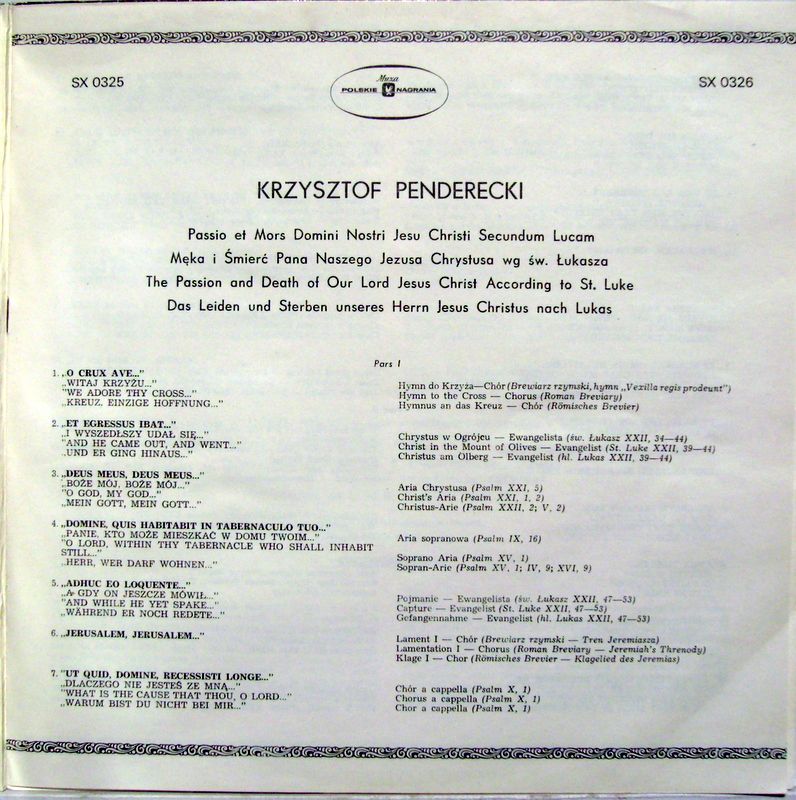 SX 0325
Muza
POLSKIE NAGRANIA
SX 0326
KRZYSZTOF PENDERECKI
Passio et Mors Domini Nostri Jesu Christi Secundum Lucam
Męka i Śmierć Pana Naszego Jezusa Chrystusa wg św. Łukasza
The Passion and Death of Our Lord Jesus Christ According to St. Luke
Das Leiden und Sterben unseres Herrn Jesus Christus nach Lukas
Pars I
1. „O CRUX AVE..."
„WITAJ KRZYŻU..."
"WE ADORE THY CROSS..."
„KREUZ, EINZIGE HOFFNUNG..."
Hymn do Krzyża—Chór (Brewiarz rzymski, hymn „Vexilla regis prodeunt")
Hymn to the Cross — Chorus (Roman Breviary)
Hymnus an das Kreuz — Chór (Römisches Brevier)
2. „ET EGRESSUS IBAT..."
„I WYSZEDŁSZY UDAŁ SIĘ..."
"AND HE CAME OUT, AND WENT..."
„UND ER GING HINAUS..."
Chrystus w Ogrójcu — Ewangelista (św. Łukasz XXII, 34—44)
Christ in the Mount of Olives — Evangelist (St. Luke XXII, 39—44)
Christus am Ölberg — Evangelist (hl. Lukas XXII, 39—44)
3. „DEUS MEUS, DEUS MEUS..."
„BOŻE MÓJ, BOŻE MÓJ..."
"O GOD, MY GOD..."
"MEIN GOTT, MEIN GOTT..."
Aria Chrystusa (Psalm XXI, 5)
Christ's Aria (Psalm XXI, 1, 2)
Christus-Arie (Psalm XXII, 2; V, 2)
4. „DOMINE, QUIS HABITABIT IN TABERNACULO TUO..."
„PANIE, KTO MOŻE MIESZKAĆ W DOMU TWOIM..."
"O LORD, WITHIN THY TABERNACLE WHO SHALL INHABIT
STILL..."
„HERR, WER DARF WOHNEN..."
Aria sopranowa (Psalm IX, 16)
Soprano Aria (Psalm XV, 1)
Sopran-Arie (Psalm XV, 1; IV, 9; XVI, 9)
5. „ADHUC EO LOQUENTE..."
„A GDY ON JESZCZE MÓWIŁ..."
"AND WHILE HE YET SPAKE..."
„WÄHREND ER NOCH REDETE..."
Pojmanie — Ewangelista (św. Łukasz XXII, 47—53)
Capture — Evangelist (St. Luke XXII, 47—53)
Gefangennahme — Evangelist (hl. Lukas XXII, 47—53)
6. „JERUSALEM, JERUSALEM..."
Lament I — Chór (Brewiarz rzymski — Tren Jeremiasza)
Lamentation I — Chorus (Roman Breviary — Jeremiah's Threnody)
Klage I — Chor (Römisches Brevier — Klagelied des Jeremias)
7. "UT QUID, DOMINE, RECESSISTI LONGE..."
„DLACZEGO NIE JESTEŚ ZE MNĄ..."
"WHAT IS THE CAUSE THAT THOU, O LORD..."
„WARUM BIST DU NICHT BEI MIR..."
Chór a cappella (Psalm X, 1)
Chorus a cappella (Psalm X, 1)
Chor a cappella (Psalm X, 1)